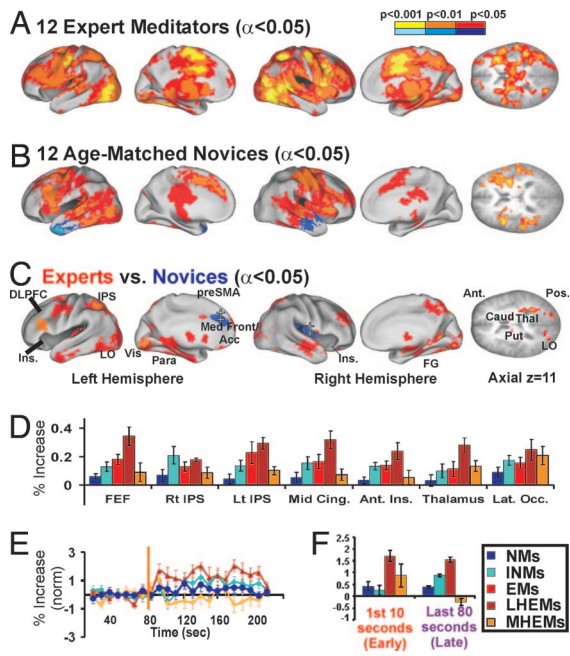 A 12 Expert Meditators (α<0.05)
p<0.001 p<0.01 p<0.05
B 12 Age-Matched Novices (α<0.05)
C Experts vs. Novices (α<0.05)
DLPFC IPS preSMA Ant. Pos.
Med Front/ Caud Thal
Acc Put
Ins. LO Vis Para Ins. FG LO
Left Hemisphere Right Hemisphere Axial z=11
D
% Increase
0.4
0.2
0
FEF Rt IPS Lt IPS Mid Cing. Ant. Ins. Thalamus Lat. Occ.
E
% Increase
(norm)
3
1
-1
-3
40 80 120 160 200
Time (sec)
F
2.5
2
1.5
1
0.5
0
-0.5
-1
1st 10
seconds
(Early)
Last 80
seconds
(Late)
NMs
INMs
EMs
LHEMs
MHEMs